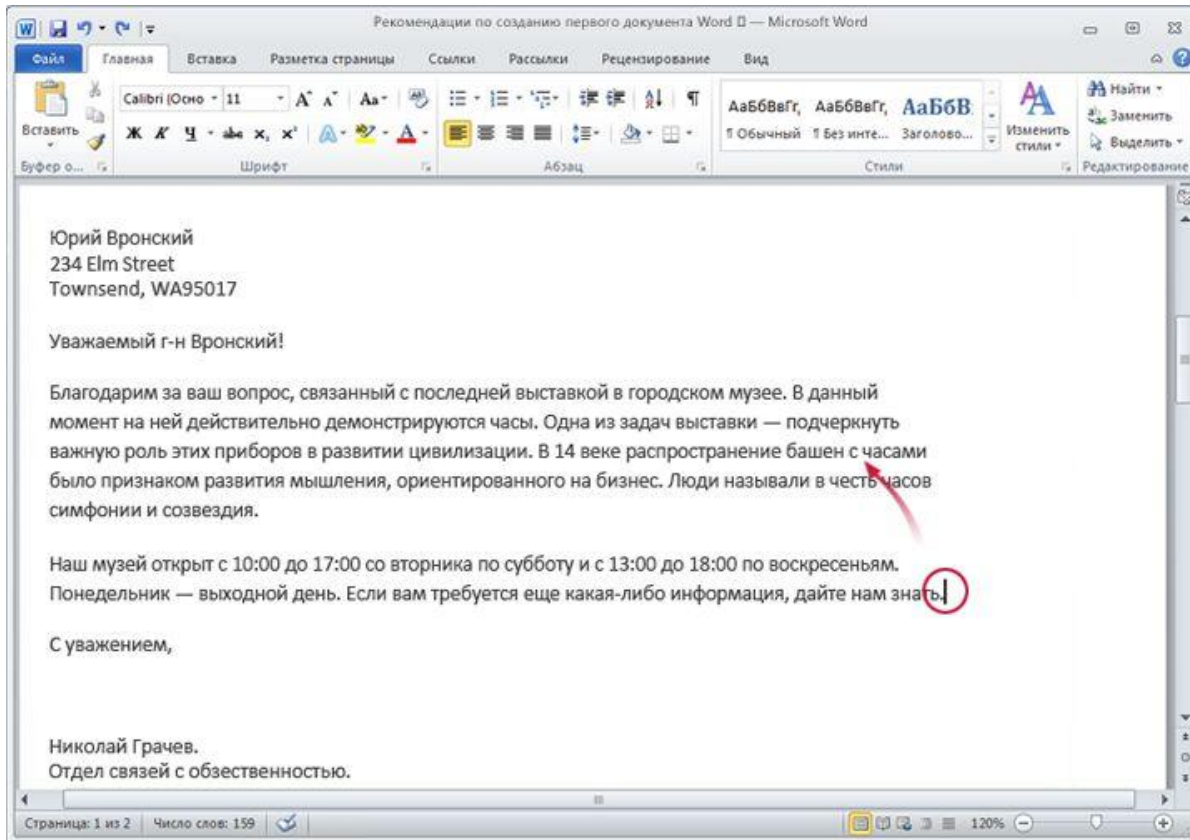 Рекомендации по созданию первого документа Word — Microsoft Word
Файл Главная Вставка Разметка страницы Ссылки Рассылки Рецензирование Вид
Вставить
Calibri (Осно 11
Aa
Ж К Ч abc x, x² A A
АаБбВвГг, АаБбВвГг, АаБбВ
¶ Обычный ¶ Без инте... Заголово...
Изменить
стили
Найти
Заменить
Выделить
Буфер о... Шрифт Абзац Стили Редактирование
Юрий Вронский
234 Elm Street
Townsend, WA95017
Уважаемый г-н Вронский!
Благодарим за ваш вопрос, связанный с последней выставкой в городском музее. В данный
момент на ней действительно демонстрируются часы. Одна из задач выставки — подчеркнуть
важную роль этих приборов в развитии цивилизации. В 14 веке распространение башен с часами
было признаком развития мышления, ориентированного на бизнес. Люди называли в честь часов
симфонии и созвездия.
Наш музей открыт с 10:00 до 17:00 со вторника по субботу и с 13:00 до 18:00 по воскресеньям.
Понедельник — выходной день. Если вам требуется еще какая-либо информация, дайте нам знать.
С уважением,
Николай Грачев.
Отдел связей с обзественностью.
Страница: 1 из 2 Число слов: 159 120%